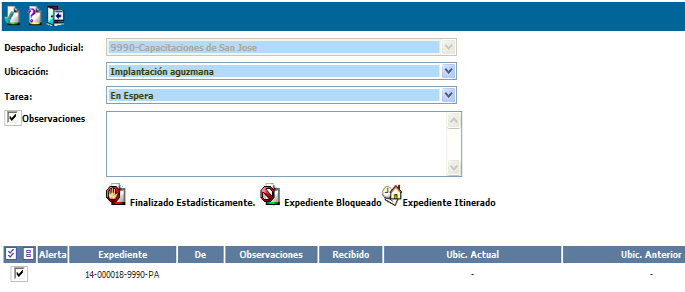 Despacho Judicial: 9990-Capacitaciones de San Jose
Ubicación: Implantación aguzmana
Tarea: En Espera
Observaciones
Finalizado Estadísticamente. Expediente Bloqueado Expediente Itinerado
Alerta Expediente De Observaciones Recibido Ubic. Actual Ubic. Anterior
14-000018-9990-PA - -